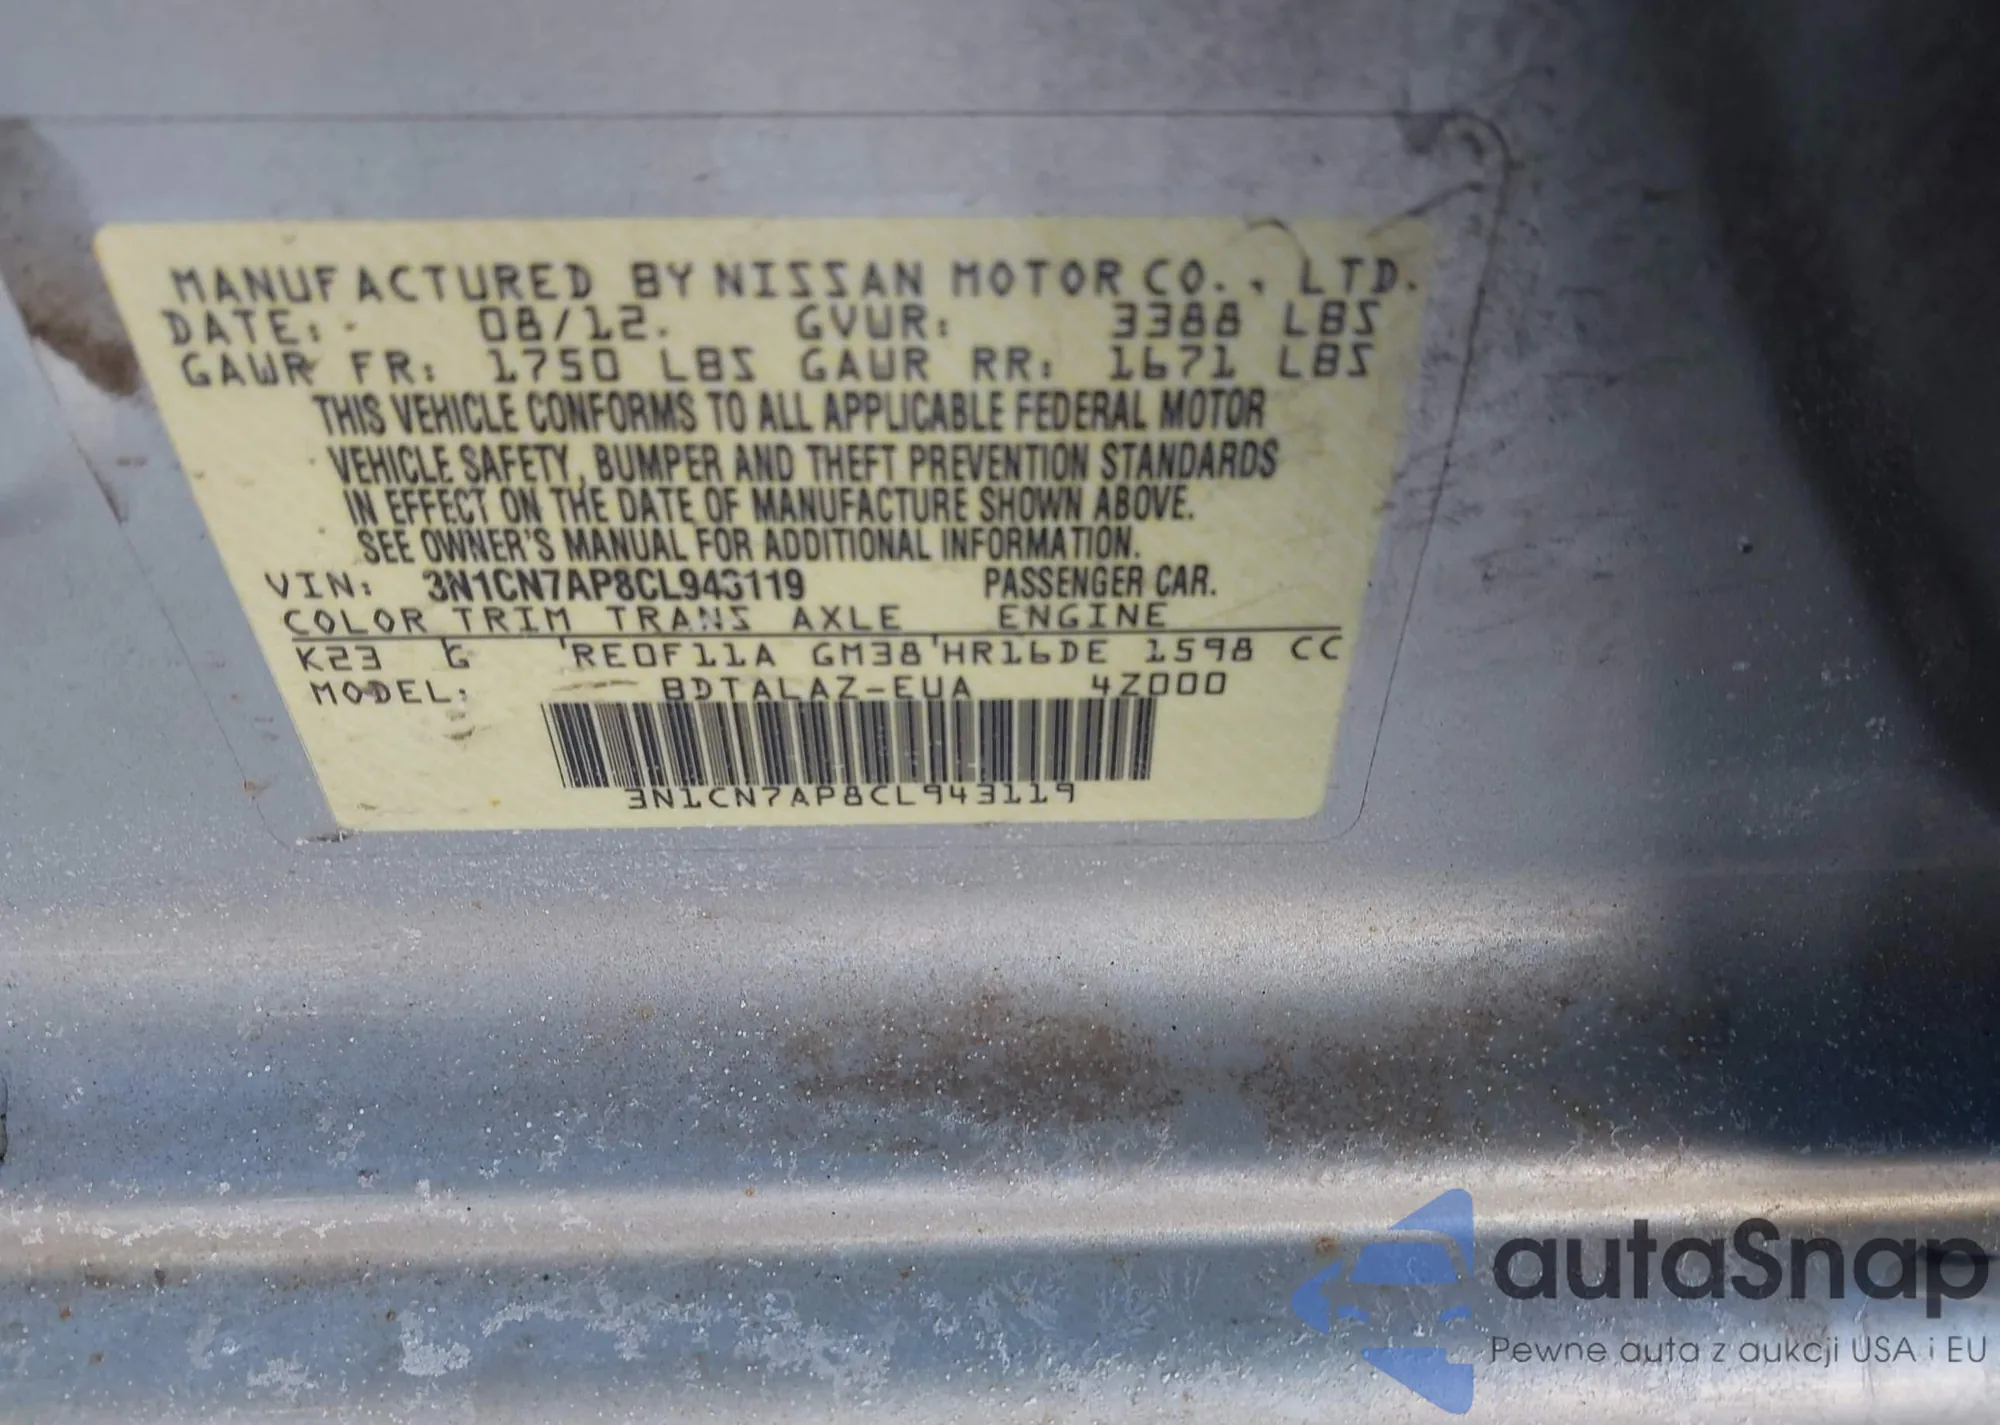 MANUFACTURED BY NISSAN MOTOR CO., LTD.
DATE: 08/12. GVWR: 3388 LBS
GAWR FR: 1750 LBS GAWR RR: 1671 LBS
THIS VEHICLE CONFORMS TO ALL APPLICABLE FEDERAL MOTOR
VEHICLE SAFETY, BUMPER AND THEFT PREVENTION STANDARDS
IN EFFECT ON THE DATE OF MANUFACTURE SHOWN ABOVE.
SEE OWNER'S MANUAL FOR ADDITIONAL INFORMATION.
VIN: 3N1CN7AP8CL943119 PASSENGER CAR.
COLOR TRIM TRANS AXLE ENGINE
K23 G RE0F11A GM38 HR16DE 1598 CC
MODEL: BDTALAZ-EUA 4Z000
3N1CN7AP8CL943119
autaSnap
Pewne auta z aukcji USA i EU